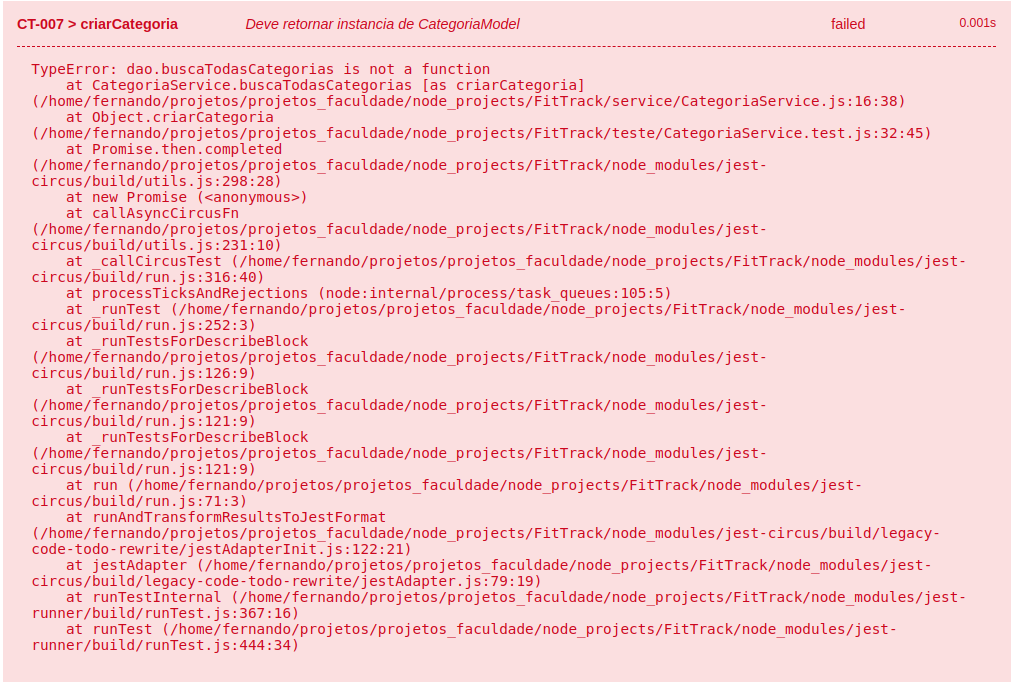 CT-007 > criarCategoria Deve retornar instancia de CategoriaModel failed 0.001s
TypeError: dao.buscaTodasCategorias is not a function
at CategoriaService.buscaTodasCategorias [as criarCategoria]
(/home/fernando/projetos/projetos_faculdade/node_projects/FitTrack/service/CategoriaService.js:16:38)
at Object.criarCategoria
(/home/fernando/projetos/projetos_faculdade/node_projects/FitTrack/teste/CategoriaService.test.js:32:45)
at Promise.then.completed
(/home/fernando/projetos/projetos_faculdade/node_projects/FitTrack/node_modules/jest-
circus/build/utils.js:298:28)
at new Promise (<anonymous>)
at callAsyncCircusFn
(/home/fernando/projetos/projetos_faculdade/node_projects/FitTrack/node_modules/jest-
circus/build/utils.js:231:10)
at _callCircusTest (/home/fernando/projetos/projetos_faculdade/node_projects/FitTrack/node_modules/jest-
circus/build/run.js:316:40)
at processTicksAndRejections (node:internal/process/task_queues:105:5)
at _runTest (/home/fernando/projetos/projetos_faculdade/node_projects/FitTrack/node_modules/jest-
circus/build/run.js:252:3)
at _runTestsForDescribeBlock
(/home/fernando/projetos/projetos_faculdade/node_projects/FitTrack/node_modules/jest-
circus/build/run.js:126:9)
at _runTestsForDescribeBlock
(/home/fernando/projetos/projetos_faculdade/node_projects/FitTrack/node_modules/jest-
circus/build/run.js:121:9)
at _runTestsForDescribeBlock
(/home/fernando/projetos/projetos_faculdade/node_projects/FitTrack/node_modules/jest-
circus/build/run.js:121:9)
at run (/home/fernando/projetos/projetos_faculdade/node_projects/FitTrack/node_modules/jest-
circus/build/run.js:71:3)
at runAndTransformResultsToJestFormat
(/home/fernando/projetos/projetos_faculdade/node_projects/FitTrack/node_modules/jest-circus/build/legacy-
code-todo-rewrite/jestAdapterInit.js:122:21)
at jestAdapter (/home/fernando/projetos/projetos_faculdade/node_projects/FitTrack/node_modules/jest-
circus/build/legacy-code-todo-rewrite/jestAdapter.js:79:19)
at runTestInternal (/home/fernando/projetos/projetos_faculdade/node_projects/FitTrack/node_modules/jest-
runner/build/runTest.js:367:16)
at runTest (/home/fernando/projetos/projetos_faculdade/node_projects/FitTrack/node_modules/jest-
runner/build/runTest.js:444:34)